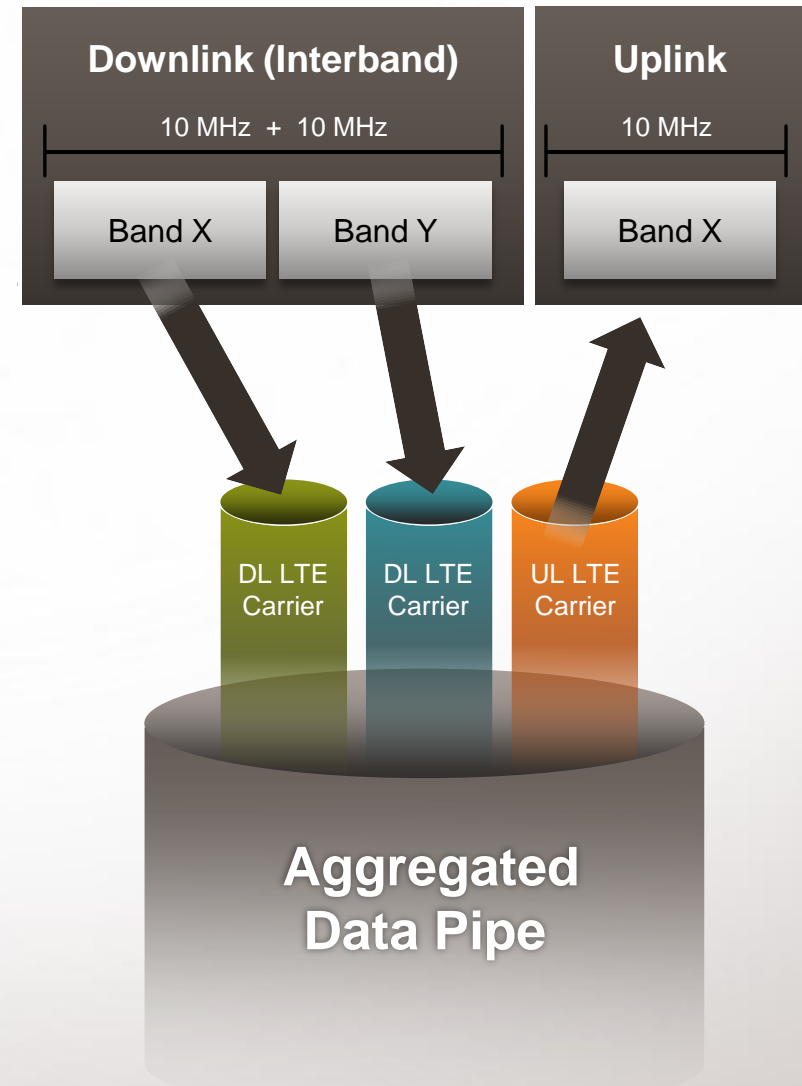 Downlink (Interband)
10 MHz + 10 MHz
Band X
Band Y
Uplink
10 MHz
Band X
DL LTE
Carrier
DL LTE
Carrier
UL LTE
Carrier
Aggregated
Data Pipe